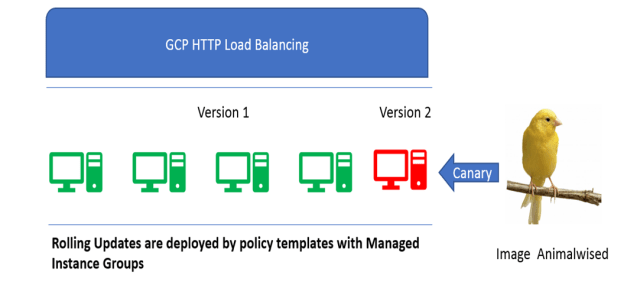 GCP HTTP Load Balancing
Version 1
Version 2
Canary
Rolling Updates are deployed by policy templates with Managed
Instance Groups
Image Animalwised